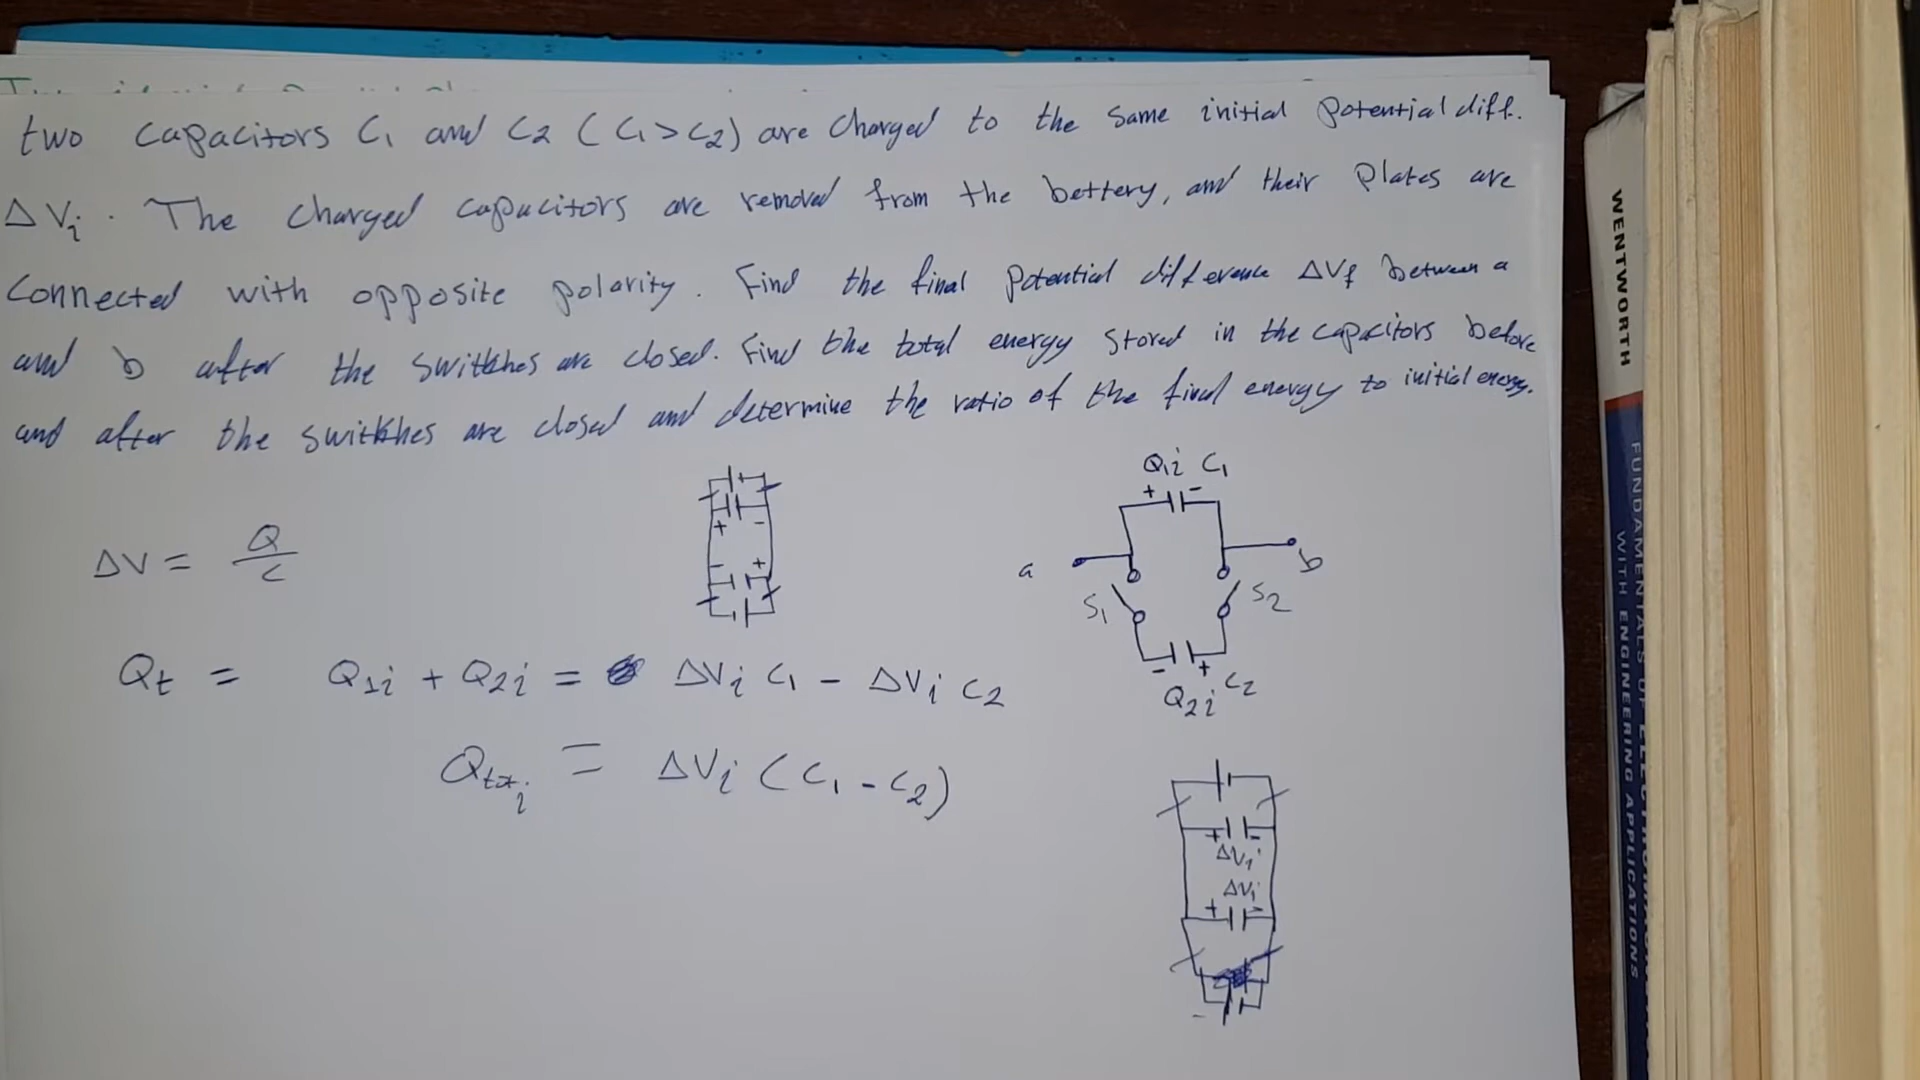 two capacitors C1 and C2 ( C1 > C2) are charged to the same initial potential diff.
Δ Vi . The charged capacitors are removed from the bettery, and their plates are
connected with opposite polarity. Find the final potential difference ΔVf between a
and b after the switches are closed. Find the total energy stored in the capacitors before
and after the switches are closed and determine the ratio of the final energy to initial energy.
ΔV = Q/C
Qt = Q1i + Q2i = ΔVi C1 - ΔVi C2
Qtoti = ΔVi ( C1 - C2 )
+ -
- +
Q1i C1
+ -
a b
S1 S2
- +
Q2i C2
+ -
ΔVi
ΔVi
+ -
-
WENTWORTH
FUNDAMENTALS OF
WITH ENGINEERING APPLICATIONS